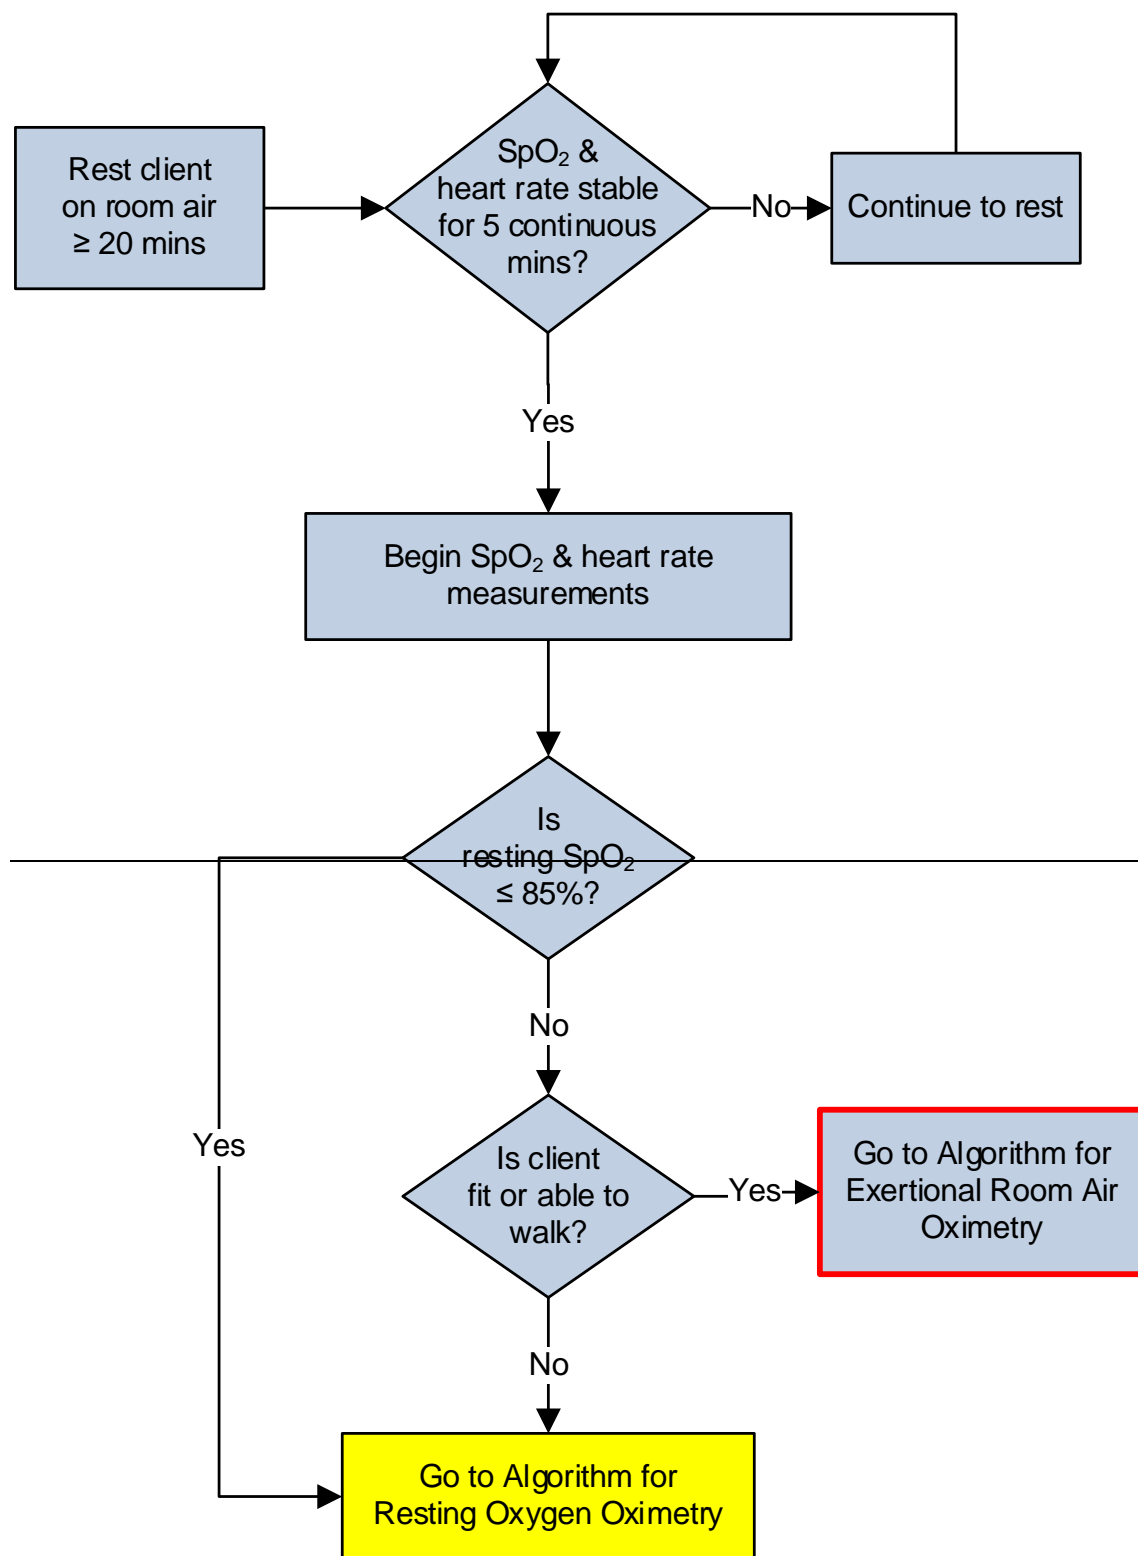 Rest client
on room air
≥ 20 mins
SpO₂ &
heart rate stable
for 5 continuous
mins?
No
Continue to rest
Yes
Begin SpO₂ & heart rate
measurements
Is
resting SpO₂
≤ 85%?
No
Yes
Is client
fit or able to
walk?
Yes
Go to Algorithm for
Exertional Room Air
Oximetry
No
Go to Algorithm for
Resting Oxygen Oximetry